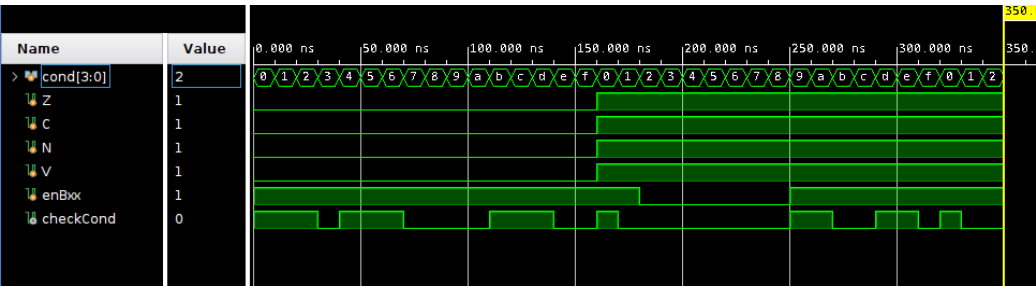 350.
Name Value 0.000 ns 50.000 ns 100.000 ns 150.000 ns 200.000 ns 250.000 ns 300.000 ns 350.
> cond[3:0] 2 0 1 2 3 4 5 6 7 8 9 a b c d e f 0 1 2 3 4 5 6 7 8 9 a b c d e f 0 1 2
Z 1
C 1
N 1
V 1
enBxx 1
checkCond 0